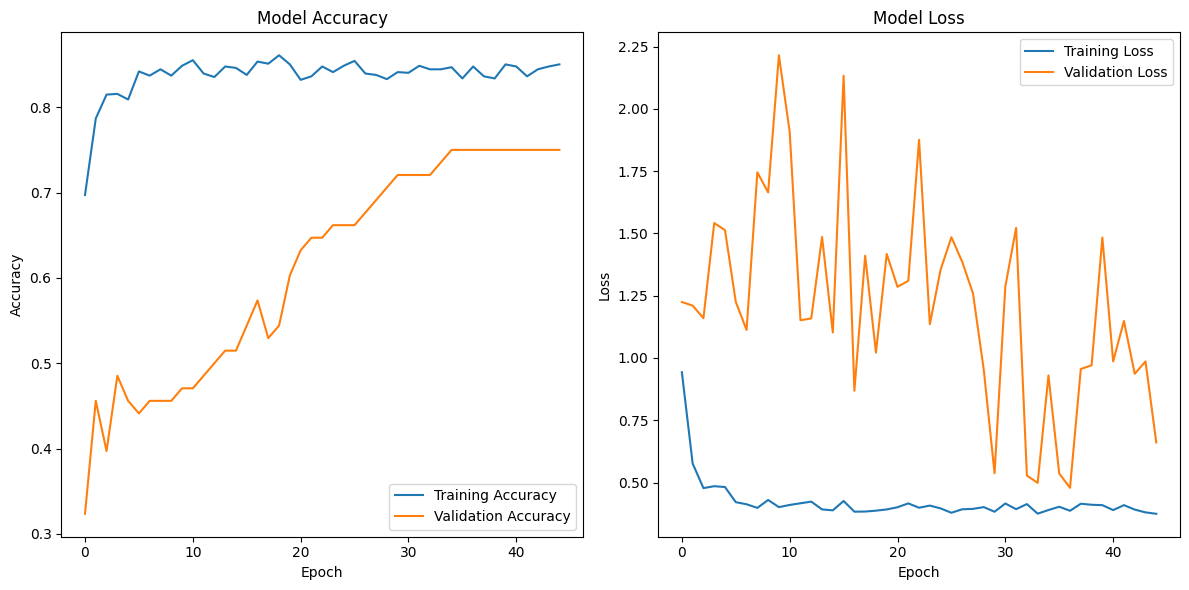 Model Accuracy
Accuracy
0.8
0.7
0.6
0.5
0.4
0.3
Training Accuracy
Validation Accuracy
0 10 20 30 40
Epoch
Model Loss
Loss
2.25
2.00
1.75
1.50
1.25
1.00
0.75
0.50
Training Loss
Validation Loss
0 10 20 30 40
Epoch